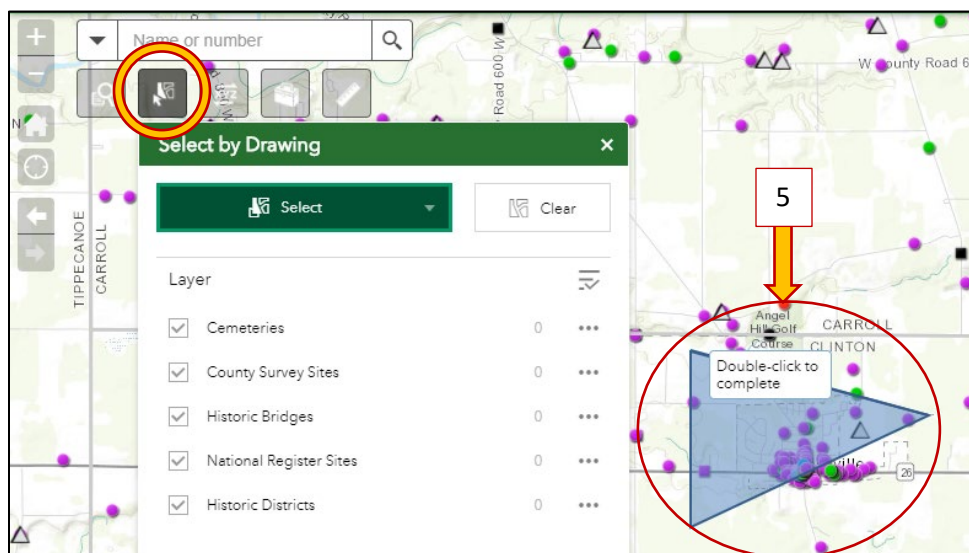 Name or number
Road 600 W
W County Road 6
N
Select by Drawing
Select
Clear
5
TIPPECANOE
CARROLL
Layer
Cemeteries 0
County Survey Sites 0
Historic Bridges 0
National Register Sites 0
Historic Districts 0
Angel
Hill Golf
Course
CARROLL
CLINTON
Double-click to
complete
ville
26